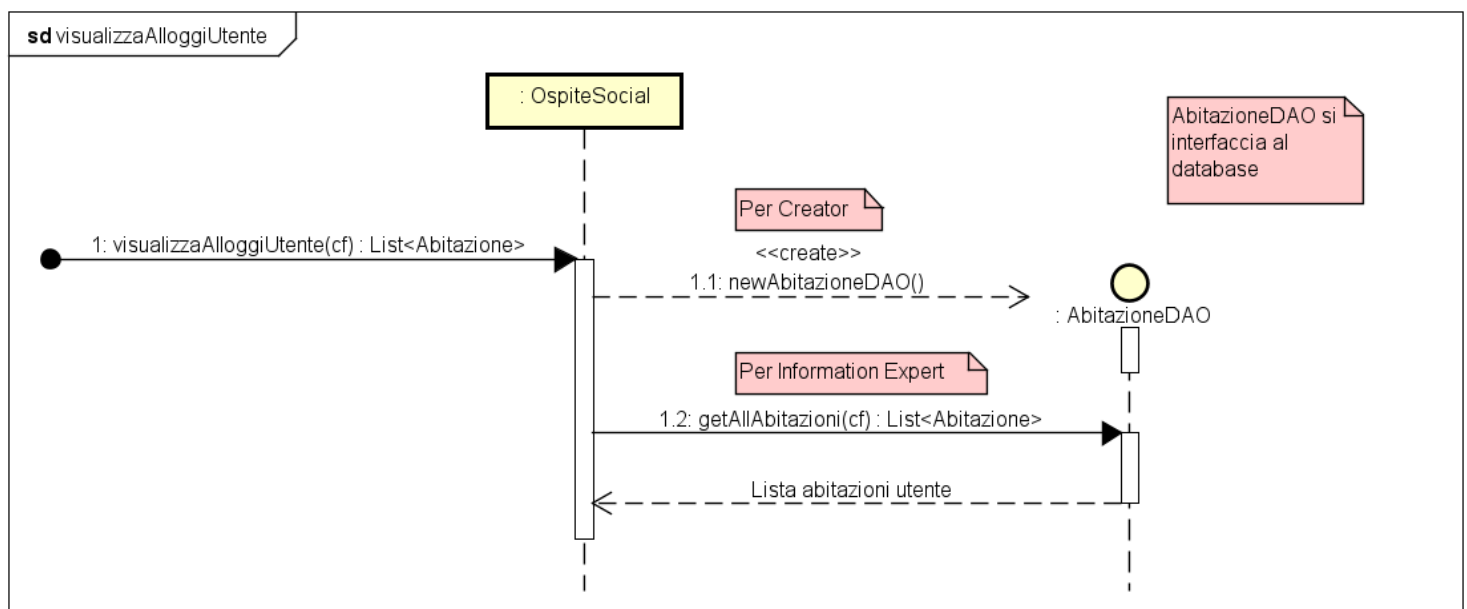 sd visualizzaAlloggiUtente
: OspiteSocial
AbitazioneDAO si
interfaccia al
database
Per Creator
1: visualizzaAlloggiUtente(cf) : List<Abitazione>
<<create>>
1.1: newAbitazioneDAO()
: AbitazioneDAO
Per Information Expert
1.2: getAllAbitazioni(cf) : List<Abitazione>
Lista abitazioni utente